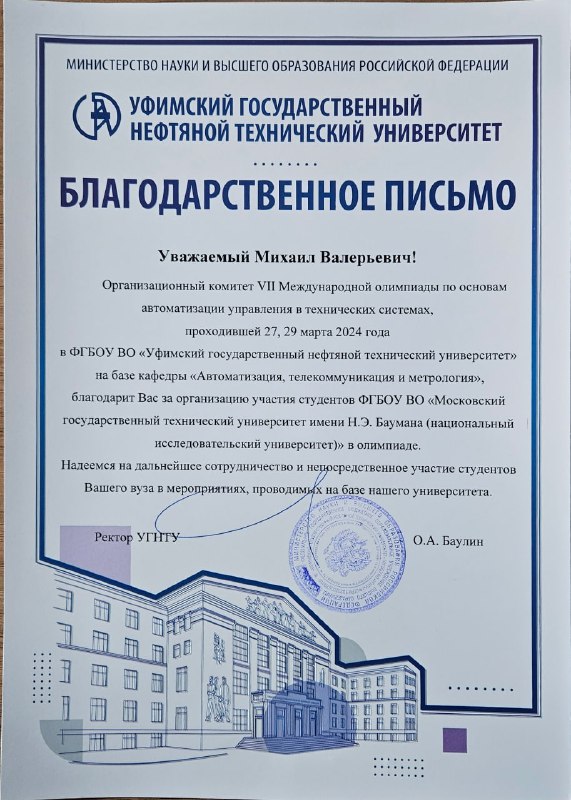 МИНИСТЕРСТВО НАУКИ И ВЫСШЕГО ОБРАЗОВАНИЯ РОССИЙСКОЙ ФЕДЕРАЦИИ
УФИМСКИЙ ГОСУДАРСТВЕННЫЙ
НЕФТЯНОЙ ТЕХНИЧЕСКИЙ УНИВЕРСИТЕТ
БЛАГОДАРСТВЕННОЕ ПИСЬМО
Уважаемый Михаил Валерьевич!
Организационный комитет VII Международной олимпиады по основам
автоматизации управления в технических системах,
проходившей 27, 29 марта 2024 года
в ФГБОУ ВО «Уфимский государственный нефтяной технический университет»
на базе кафедры «Автоматизация, телекоммуникация и метрология»,
благодарит Вас за организацию участия студентов ФГБОУ ВО «Московский
государственный технический университет имени Н.Э. Баумана (национальный
исследовательский университет)» в олимпиаде.
Надеемся на дальнейшее сотрудничество и непосредственное участие студентов
Вашего вуза в мероприятиях, проводимых на базе нашего университета.
Ректор УГНТУ О.А. Баулин